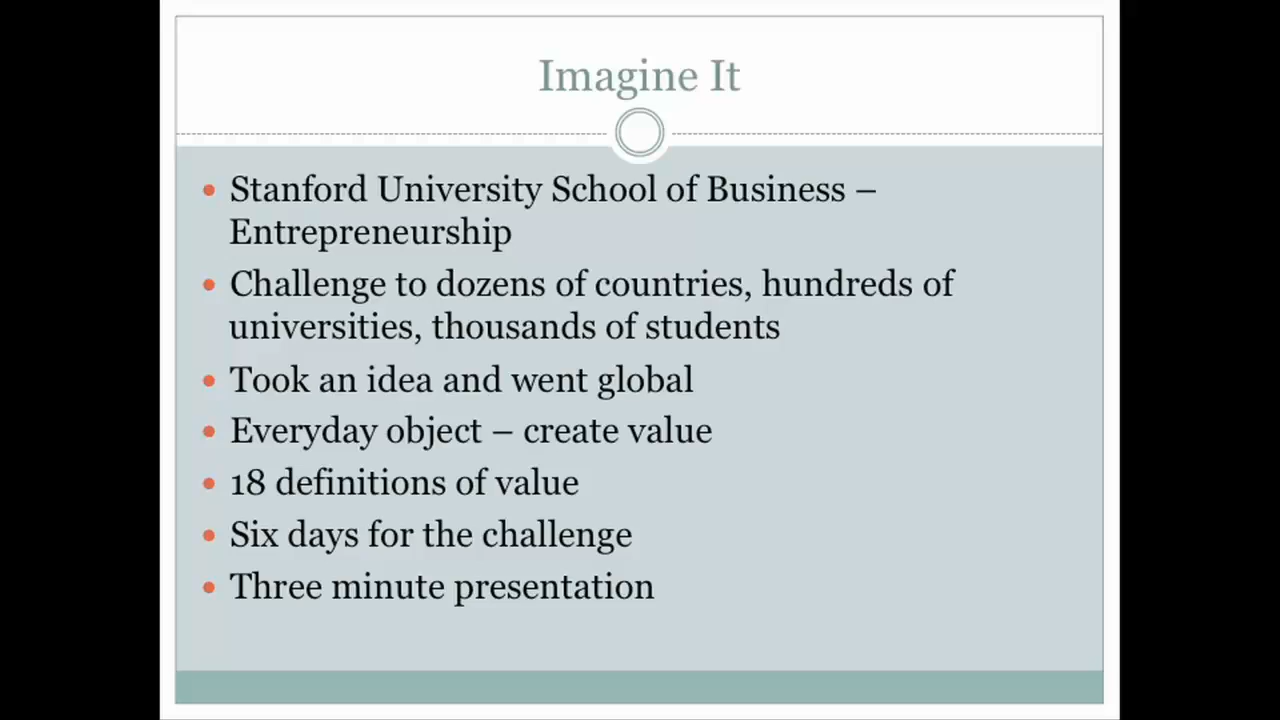 Imagine It
• Stanford University School of Business –
Entrepreneurship
• Challenge to dozens of countries, hundreds of
universities, thousands of students
• Took an idea and went global
• Everyday object – create value
• 18 definitions of value
• Six days for the challenge
• Three minute presentation